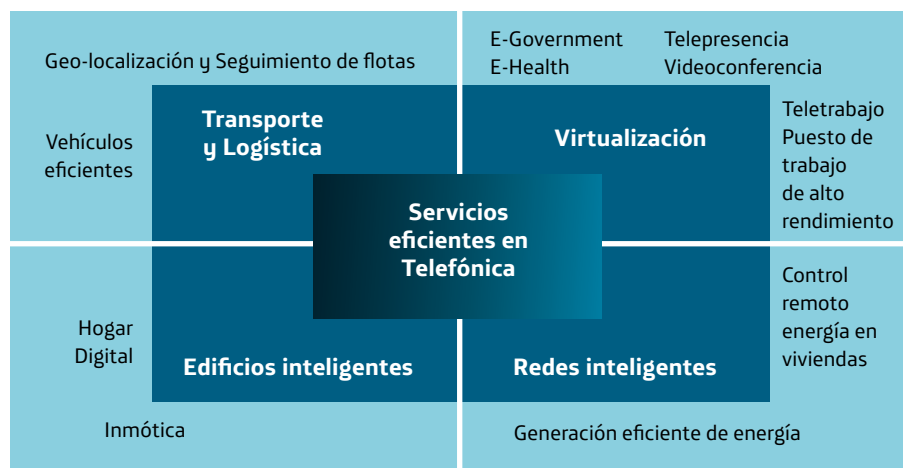 Geo-localización y Seguimiento de flotas
Vehículos
eficientes
Transporte
y Logística
E-Government
E-Health
Telepresencia
Videoconferencia
Virtualización
Teletrabajo
Puesto de
trabajo
de alto
rendimiento
Servicios
eficientes en
Telefónica
Hogar
Digital
Edificios inteligentes
Inmótica
Redes inteligentes
Control
remoto
energía en
viviendas
Generación eficiente de energía